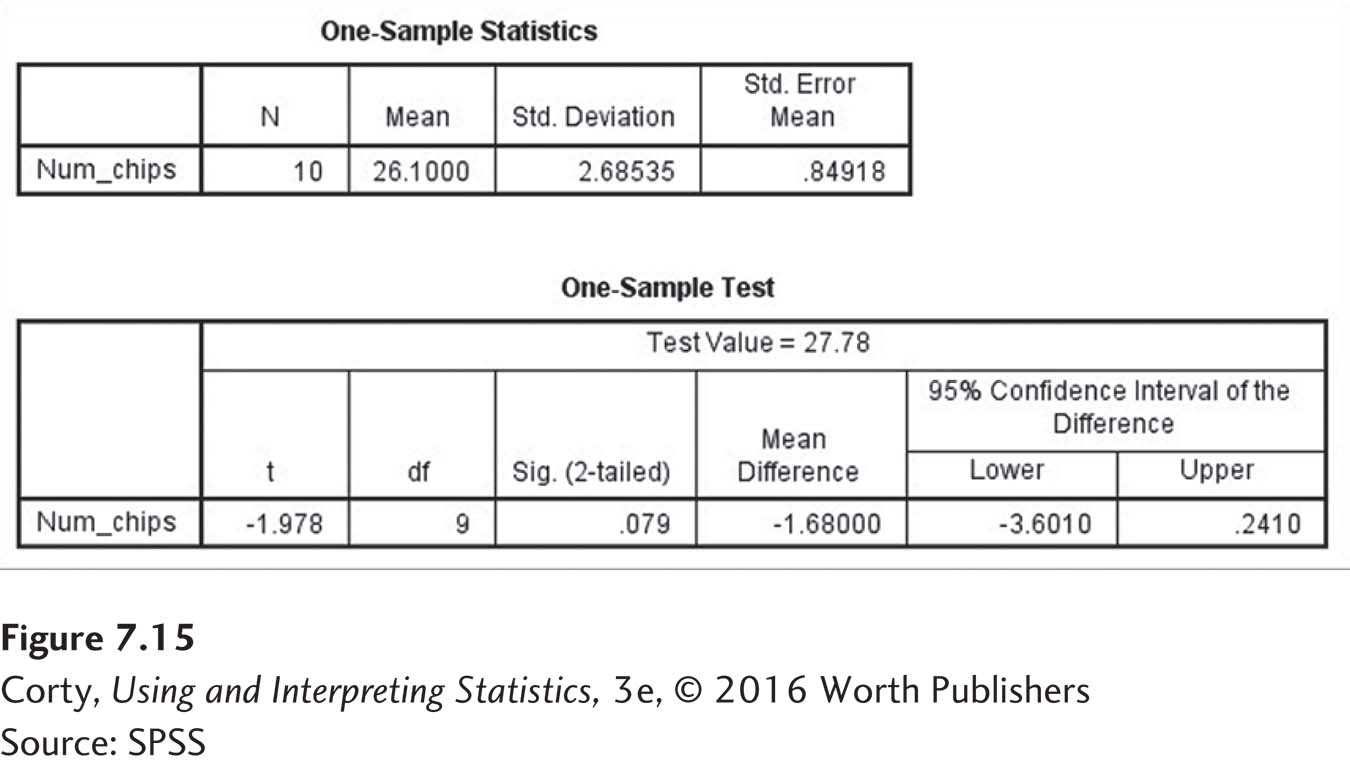 One-Sample Statistics
N Mean Std. Deviation Std. Error Mean
Num_chips 10 26.1000 2.68535 .84918
One-Sample Test
Test Value = 27.78
t df Sig. (2-tailed) Mean Difference 95% Confidence Interval of the Difference
Lower Upper
Num_chips -1.978 9 .079 -1.68000 -3.6010 .2410
Figure 7.15
Corty, Using and Interpreting Statistics, 3e, © 2016 Worth Publishers
Source: SPSS